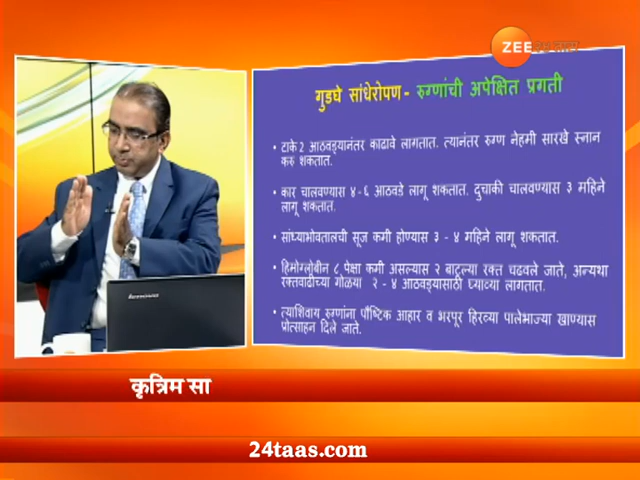 ZEE २४ तास
गुडघे सांधेरोपण - रुग्णांची अपेक्षित प्रगती
• टाके 2 आठवड्यानंतर काढावे लागतात. त्यानंतर रुग्ण नेहमी सारखे स्नान
करु शकतात.
• कार चालवण्यास ४-६ आठवडे लागू शकतात. दुचाकी चालवण्यास ३ महिने
लागू शकतात.
• सांध्याभोवतालची सूज कमी होण्यास ३ - ४ महिने लागू शकतात.
• हिमोग्लोबीन ८ पेक्षा कमी असल्यास २ बाटल्या रक्त चढवले जाते, अन्यथा
रक्तवाढीच्या गोळया २ - ४ आठवड्यासाठी घ्याव्या लागतात.
• त्याशिवाय रुग्णांना पौष्टिक आहार व भरपूर हिरव्या पालेभाज्या खाण्यास
प्रोत्साहन दिले जाते.
lenovo
कृत्रिम सा
24taas.com